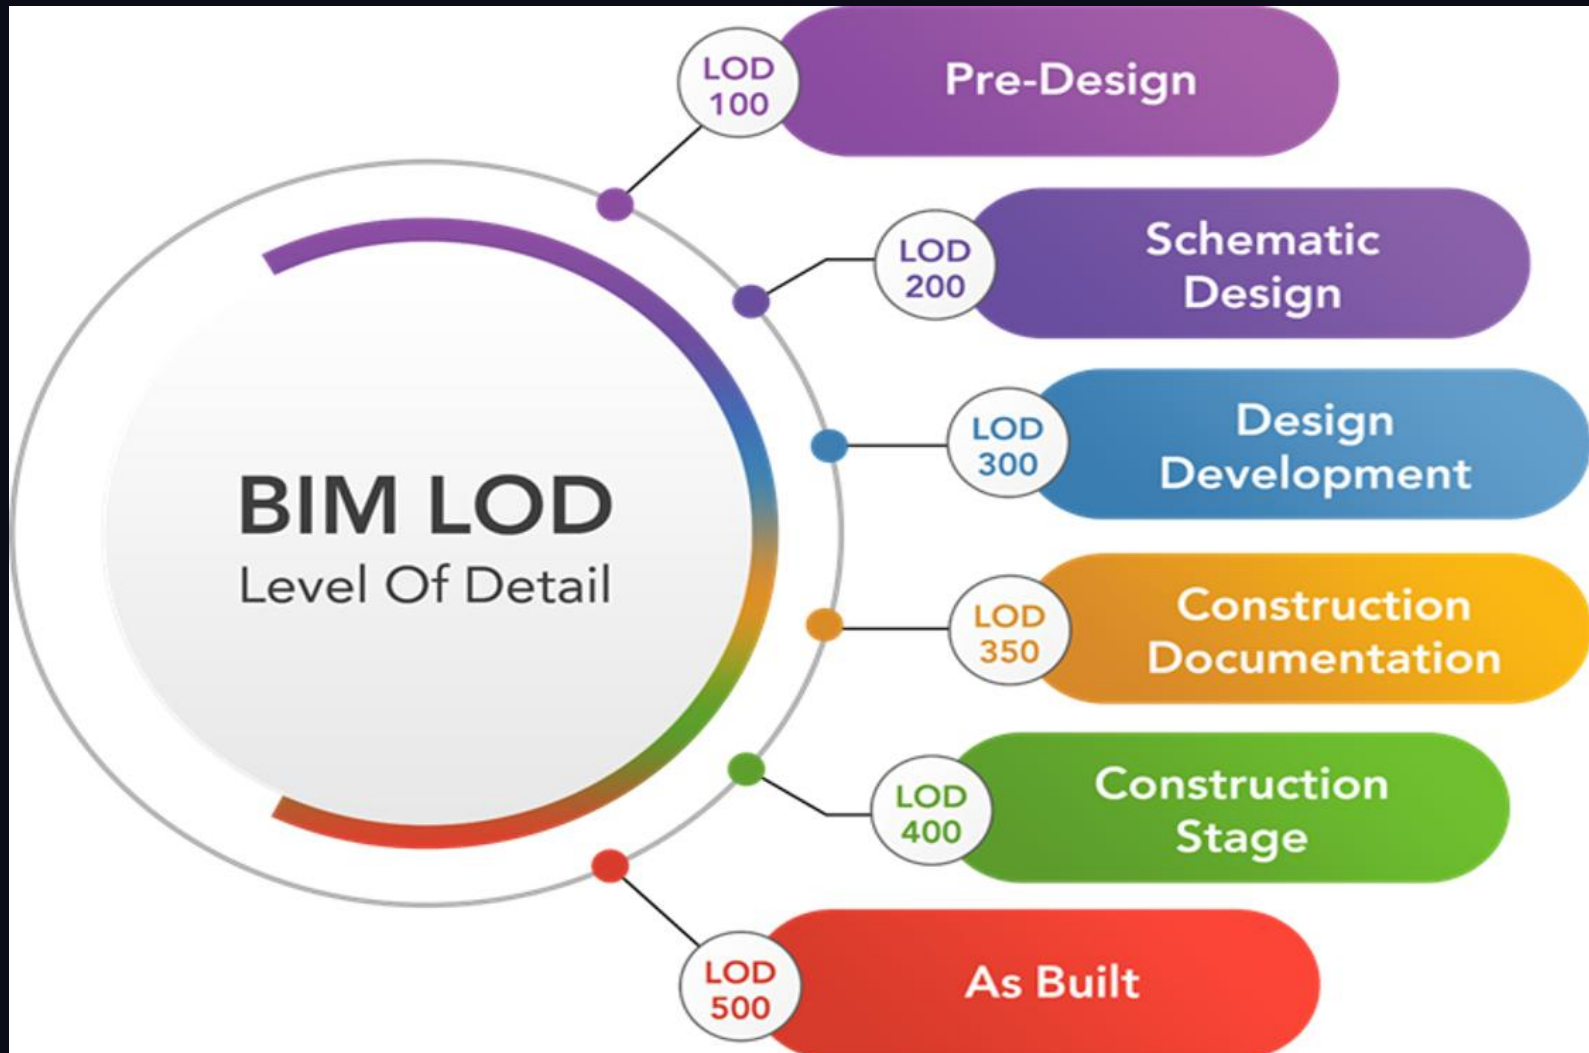 LOD
100
Pre-Design
LOD
200
Schematic
Design
LOD
300
Design
Development
BIM LOD
Level Of Detail
LOD
350
Construction
Documentation
LOD
400
Construction
Stage
LOD
500
As Built